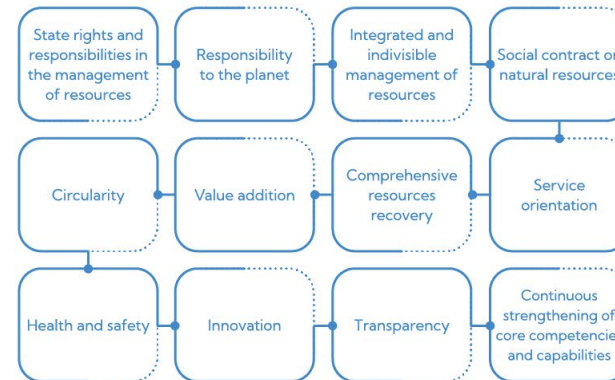 State rights and
responsibilities in
the management
of resources
Responsibility
to the planet
Integrated and
indivisible
management of
resources
Social contract on
natural resources
Circularity
Value addition
Comprehensive
resources
recovery
Service
orientation
Health and safety
Innovation
Transparency
Continuous
strengthening of
core competencies
and capabilities